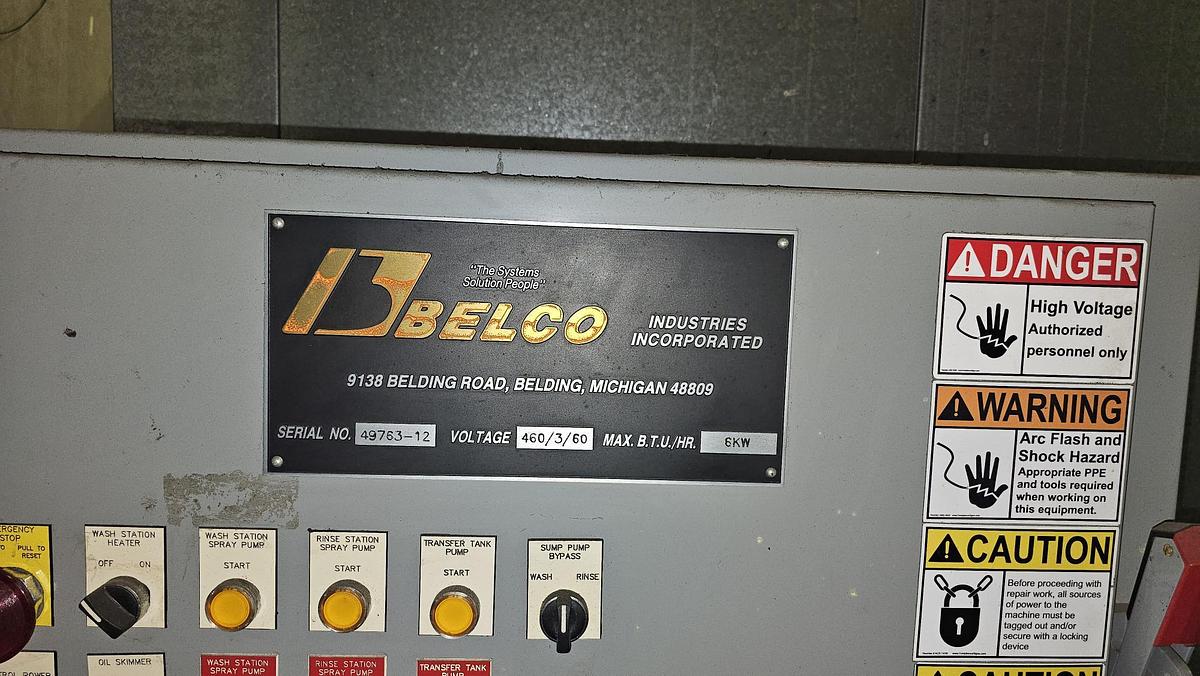 "The Systems
Solution People"
BELCO
INDUSTRIES
INCORPORATED
9138 BELDING ROAD, BELDING, MICHIGAN 48809
SERIAL NO. 49763-12 VOLTAGE 460/3/60 MAX. B.T.U./HR. 6KW
DANGER
High Voltage
Authorized
personnel only
WARNING
Arc Flash and
Shock Hazard
Appropriate PPE
and tools required
when working on
this equipment.
CAUTION
Before proceeding with
repair work, all sources
of power to the
machine must be
tagged out and/or
secure with a locking
device
CAUTION
PULL TO
RESET
WASH STATION
HEATER
OFF ON
WASH STATION
SPRAY PUMP
START
RINSE STATION
SPRAY PUMP
START
TRANSFER TANK
PUMP
START
SUMP PUMP
BYPASS
WASH RINSE
OIL SKIMMER
WASH STATION
SPRAY PUMP
RINSE STATION
SPRAY PUMP
TRANSFER TANK
PUMP